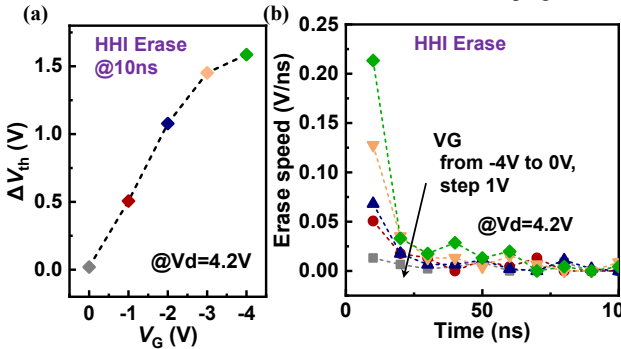 (a)
HHI Erase
@10ns
1.5
1.0
0.5
0.0
ΔVth (V)
@Vd=4.2V
0 -1 -2 -3 -4
VG (V)
(b)
HHI Erase
0.25
0.20
0.15
0.10
0.05
0.00
Erase speed (V/ns)
VG
from -4V to 0V,
step 1V
@Vd=4.2V
0 50 10
Time (ns)